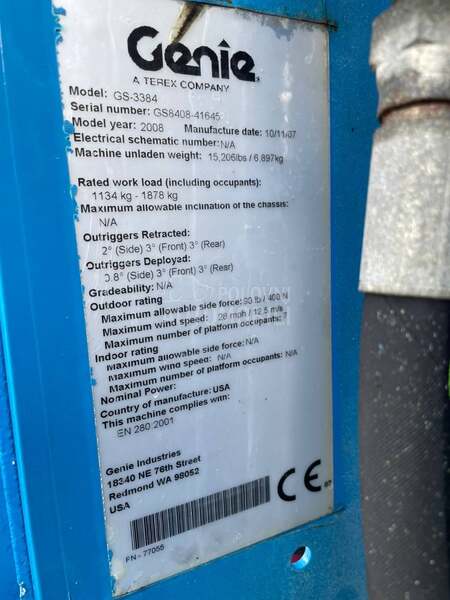 Genie
A TEREX COMPANY
Model: GS-3384
Serial number: GS8408-41645
Model year: 2008 Manufacture date: 10/11/07
Electrical schematic number: N/A
Machine unladen weight: 15,206lbs / 6,897kg
Rated work load (including occupants):
1134 kg - 1878 kg
Maximum allowable inclination of the chassis:
N/A
Outriggers Retracted:
2° (Side) 3° (Front) 3° (Rear)
Outriggers Deployed:
0.8° (Side) 3° (Front) 3° (Rear)
Gradeability: N/A
Outdoor rating
Maximum allowable side force: 90 lb / 400 N
Maximum wind speed: 28 mph / 12.5 m/s
Maximum number of platform occupants:
Indoor rating
Maximum allowable side force: N/A
Maximum wind speed: N/A
Maximum number of platform occupants: N/A
Nominal Power:
Country of manufacture: USA
This machine complies with:
EN 280:2001
Genie Industries
18340 NE 76th Street
Redmond WA 98052
USA
CE
PN - 77055
POLOVNI